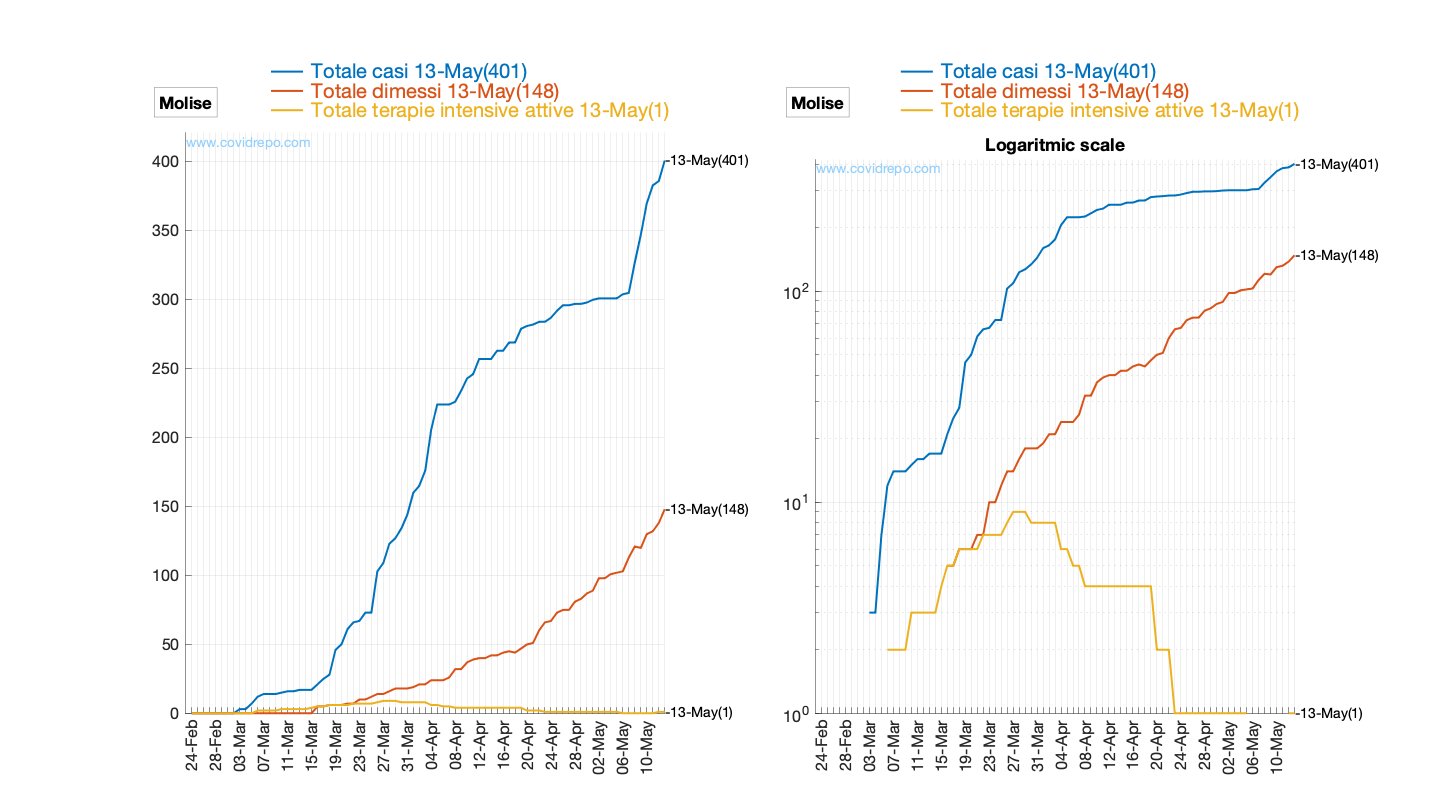 Totale casi 13-May(401)
Totale dimessi 13-May(148)
Totale terapie intensive attive 13-May(1)
Molise
www.covidrepo.com
400
350
300
250
200
150
100
50
0
13-May(401)
13-May(148)
13-May(1)
24-Feb
28-Feb
03-Mar
07-Mar
11-Mar
15-Mar
19-Mar
23-Mar
27-Mar
31-Mar
04-Apr
08-Apr
12-Apr
16-Apr
20-Apr
24-Apr
28-Apr
02-May
06-May
10-May
Totale casi 13-May(401)
Totale dimessi 13-May(148)
Totale terapie intensive attive 13-May(1)
Molise
Logaritmic scale
www.covidrepo.com
10²
10¹
10⁰
13-May(401)
13-May(148)
13-May(1)
24-Feb
28-Feb
03-Mar
07-Mar
11-Mar
15-Mar
19-Mar
23-Mar
27-Mar
31-Mar
04-Apr
08-Apr
12-Apr
16-Apr
20-Apr
24-Apr
28-Apr
02-May
06-May
10-May